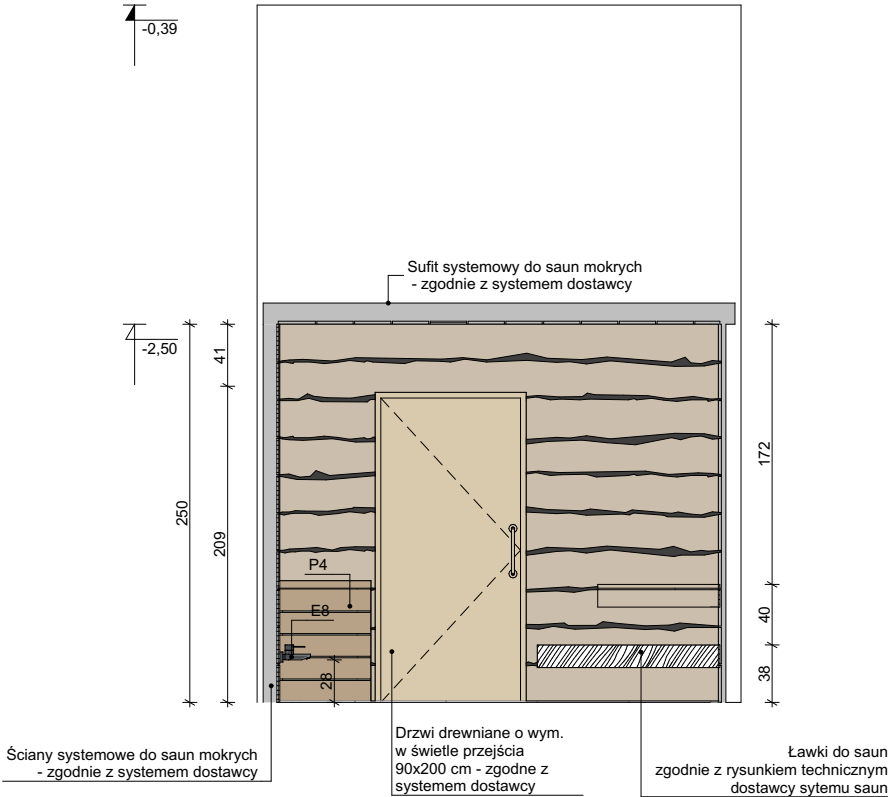 -0,39
Sufit systemowy do saun mokrych
- zgodnie z systemem dostawcy
-2,50
41
172
250
209
P4
E8
40
28
38
Drzwi drewniane o wym.
w świetle przejścia
90x200 cm - zgodne z
systemem dostawcy
Ściany systemowe do saun mokrych
- zgodnie z systemem dostawcy
Ławki do saun
zgodnie z rysunkiem technicznym
dostawcy sytemu saun